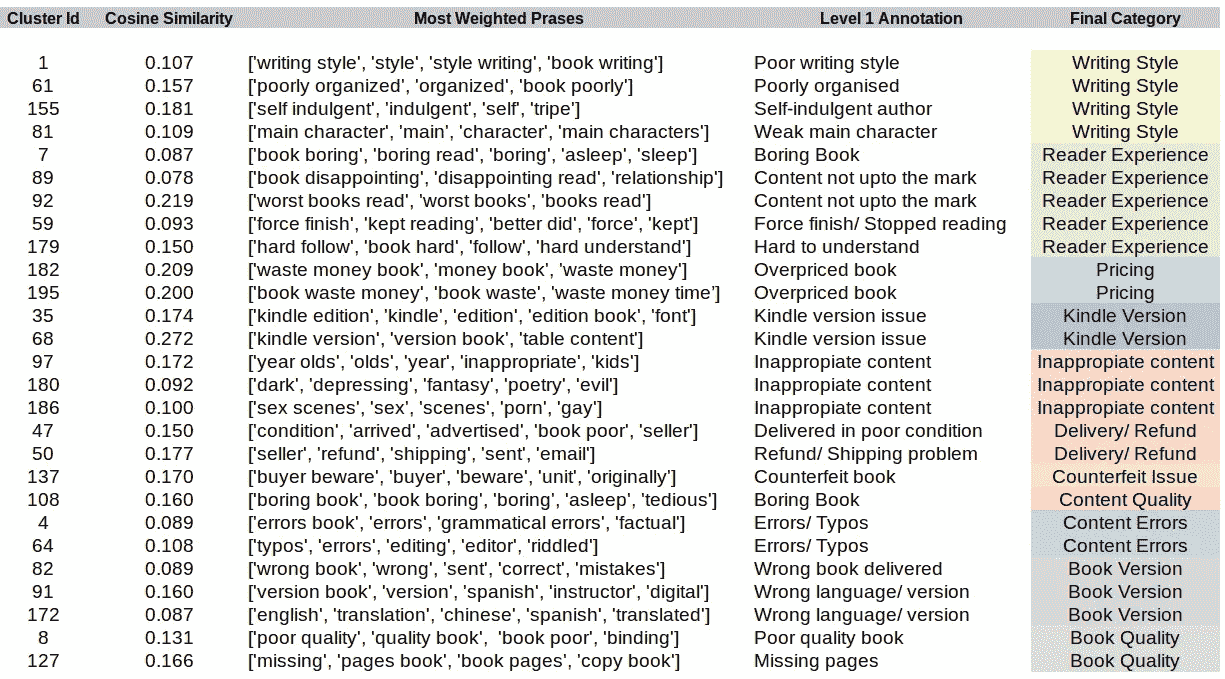 Cluster Id Cosine Similarity Most Weighted Prases Level 1 Annotation Final Category
1 0.107 ['writing style', 'style', 'style writing', 'book writing'] Poor writing style Writing Style
61 0.157 ['poorly organized', 'organized', 'book poorly'] Poorly organised Writing Style
155 0.181 ['self indulgent', 'indulgent', 'self', 'tripe'] Self-indulgent author Writing Style
81 0.109 ['main character', 'main', 'character', 'main characters'] Weak main character Writing Style
7 0.087 ['book boring', 'boring read', 'boring', 'asleep', 'sleep'] Boring Book Reader Experience
89 0.078 ['book disappointing', 'disappointing read', 'relationship'] Content not upto the mark Reader Experience
92 0.219 ['worst books read', 'worst books', 'books read'] Content not upto the mark Reader Experience
59 0.093 ['force finish', 'kept reading', 'better did', 'force', 'kept'] Force finish/ Stopped reading Reader Experience
179 0.150 ['hard follow', 'book hard', 'follow', 'hard understand'] Hard to understand Reader Experience
182 0.209 ['waste money book', 'money book', 'waste money'] Overpriced book Pricing
195 0.200 ['book waste money', 'book waste', 'waste money time’] Overpriced book Pricing
35 0.174 ['kindle edition', 'kindle', 'edition', 'edition book', 'font'] Kindle version issue Kindle Version
68 0.272 ['kindle version', 'version book', 'table content'] Kindle version issue Kindle Version
97 0.172 ['year olds', 'olds', 'year', 'inappropriate', 'kids'] Inappropiate content Inappropiate content
180 0.092 ['dark', 'depressing', 'fantasy', 'poetry', 'evil'] Inappropiate content Inappropiate content
186 0.100 ['sex scenes', 'sex', 'scenes', 'porn', 'gay'] Inappropiate content Inappropiate content
47 0.150 ['condition', 'arrived', 'advertised', 'book poor', 'seller'] Delivered in poor condition Delivery/ Refund
50 0.177 ['seller', 'refund', 'shipping', 'sent', 'email'] Refund/ Shipping problem Delivery/ Refund
137 0.170 ['buyer beware', 'buyer', 'beware', 'unit', 'originally'] Counterfeit book Counterfeit Issue
108 0.160 ['boring book', 'book boring', 'boring', 'asleep', 'tedious'] Boring Book Content Quality
4 0.089 ['errors book', 'errors', 'grammatical errors', 'factual'] Errors/ Typos Content Errors
64 0.108 ['typos', 'errors', 'editing', 'editor', 'riddled'] Errors/ Typos Content Errors
82 0.089 ['wrong book', 'wrong', 'sent', 'correct', 'mistakes'] Wrong book delivered Book Version
91 0.160 ['version book', 'version', 'spanish', 'instructor', 'digital'] Wrong language/ version Book Version
172 0.087 ['english', 'translation', 'chinese', 'spanish', 'translated'] Wrong language/ version Book Version
8 0.131 ['poor quality', 'quality book', 'book poor', 'binding'] Poor quality book Book Quality
127 0.166 ['missing', 'pages book', 'book pages', 'copy book'] Missing pages Book Quality